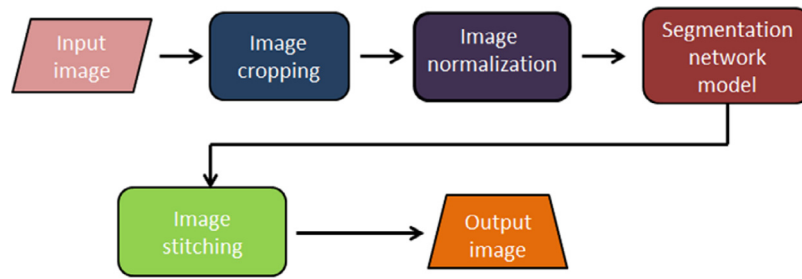 Input
image
Image
cropping
Image
normalization
Segmentation
network
model
Image
stitching
Output
image